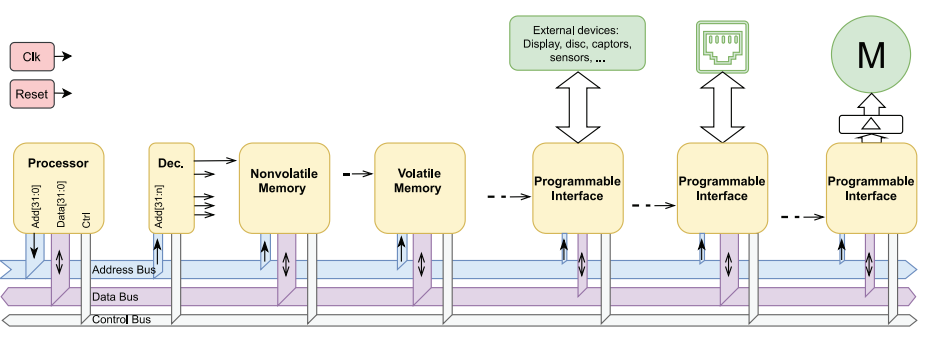 External devices:
Display, disc, captors,
sensors, ...
M
Clk
Reset
Processor
Add[31:0]
Data[31:0]
Ctrl
Dec.
Add[31:n]
Nonvolatile
Memory
Volatile
Memory
Programmable
Interface
Programmable
Interface
Programmable
Interface
Address Bus
Data Bus
Control Bus